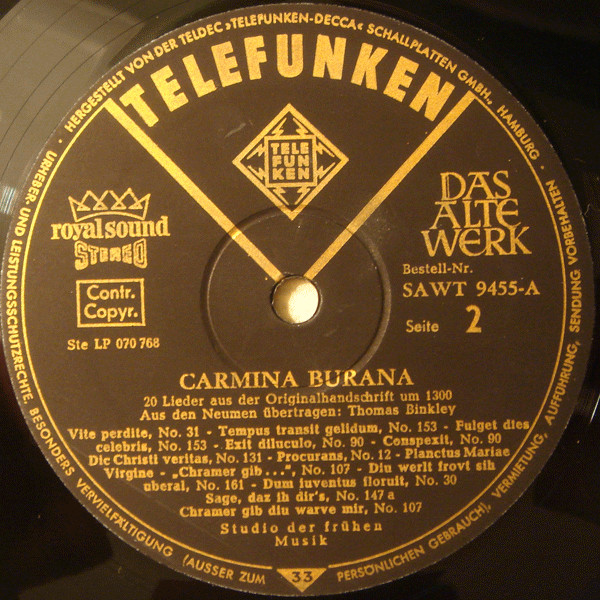 URHEBER- UND LEISTUNGSSCHUTZRECHTE, BESONDERS VERVIELFÄLTIGUNG (AUSSER ZUM PERSÖNLICHEN GEBRAUCH), VERMIETUNG, AUFFÜHRUNG, SENDUNG VORBEHALTEN ·
· HERGESTELLT VON DER TELDEC »TELEFUNKEN-DECCA« SCHALLPLATTEN GMBH., HAMBURG ·
TELEFUNKEN
TELE
FUN
KEN
royal sound
STEREO
DAS
ALTE
WERK
Contr.
Copyr.
Bestell-Nr.
SAWT 9455-A
Ste LP 070 768
Seite 2
CARMINA BURANA
20 Lieder aus der Originalhandschrift um 1300
Aus den Neumen übertragen: Thomas Binkley
Vite perdite, No. 31 - Tempus transit gelidum, No. 153 - Fulget dies
celebris, No. 153 - Exit diluculo, No. 90 - Conspexit, No. 90
Dic Christi veritas, No. 131 - Procurans, No. 12 - Planctus Mariae
Virgine - „Chramer gib ...“, No. 107 - Diu werlt frovt sih
uberal, No. 161 - Dum iuventus floruit, No. 30
Sage, daz ih dir's, No. 147 a
Chramer gib diu warve mir, No. 107
Studio der frühen
Musik
33